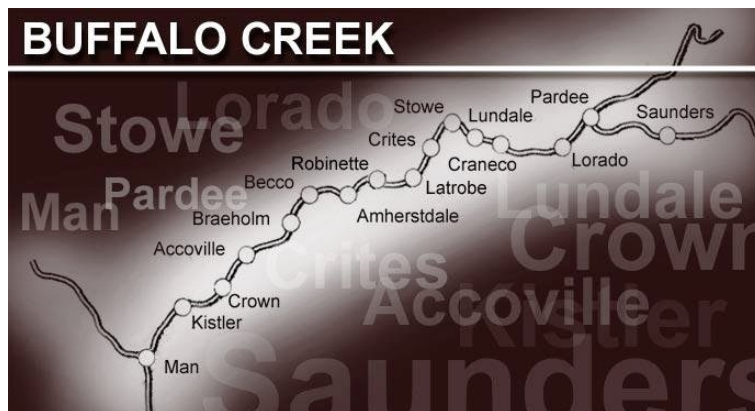 BUFFALO CREEK
Lorado
Stowe
Pardee
Man
Lundale
Crown
Crites
Accoville
Kistler
Saunders
Pardee
Saunders
Stowe
Lundale
Crites
Craneco
Lorado
Robinette
Latrobe
Becco
Amherstdale
Braeholm
Accoville
Crown
Kistler
Man